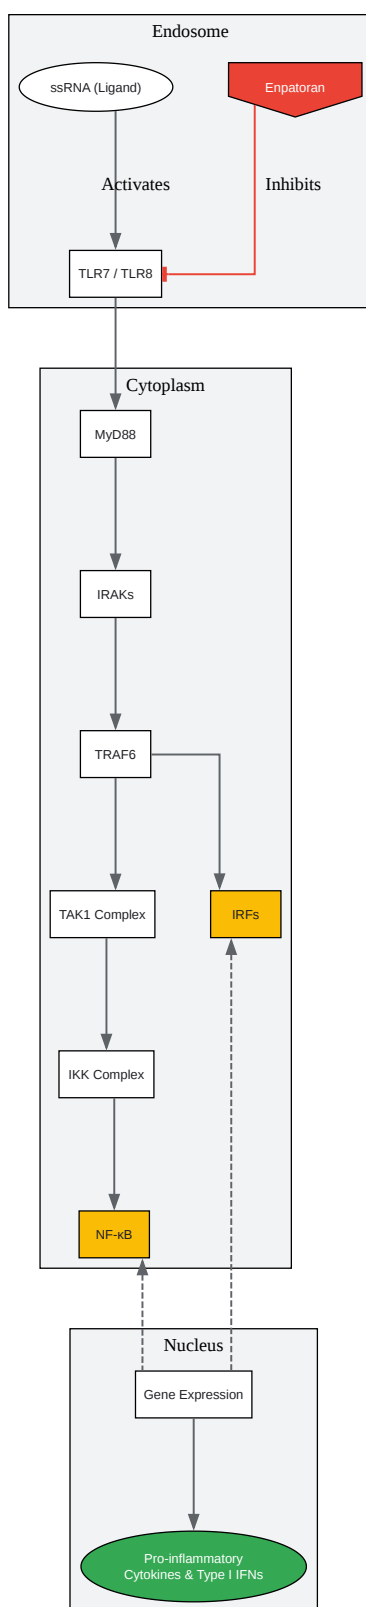 Endosome
ssRNA (Ligand)
Enpatoran
Activates
Inhibits
TLR7 / TLR8
Cytoplasm
MyD88
IRAKs
TRAF6
TAK1 Complex
IRFs
IKK Complex
NF-κB
Nucleus
Gene Expression
Pro-inflammatory
Cytokines & Type I IFNs